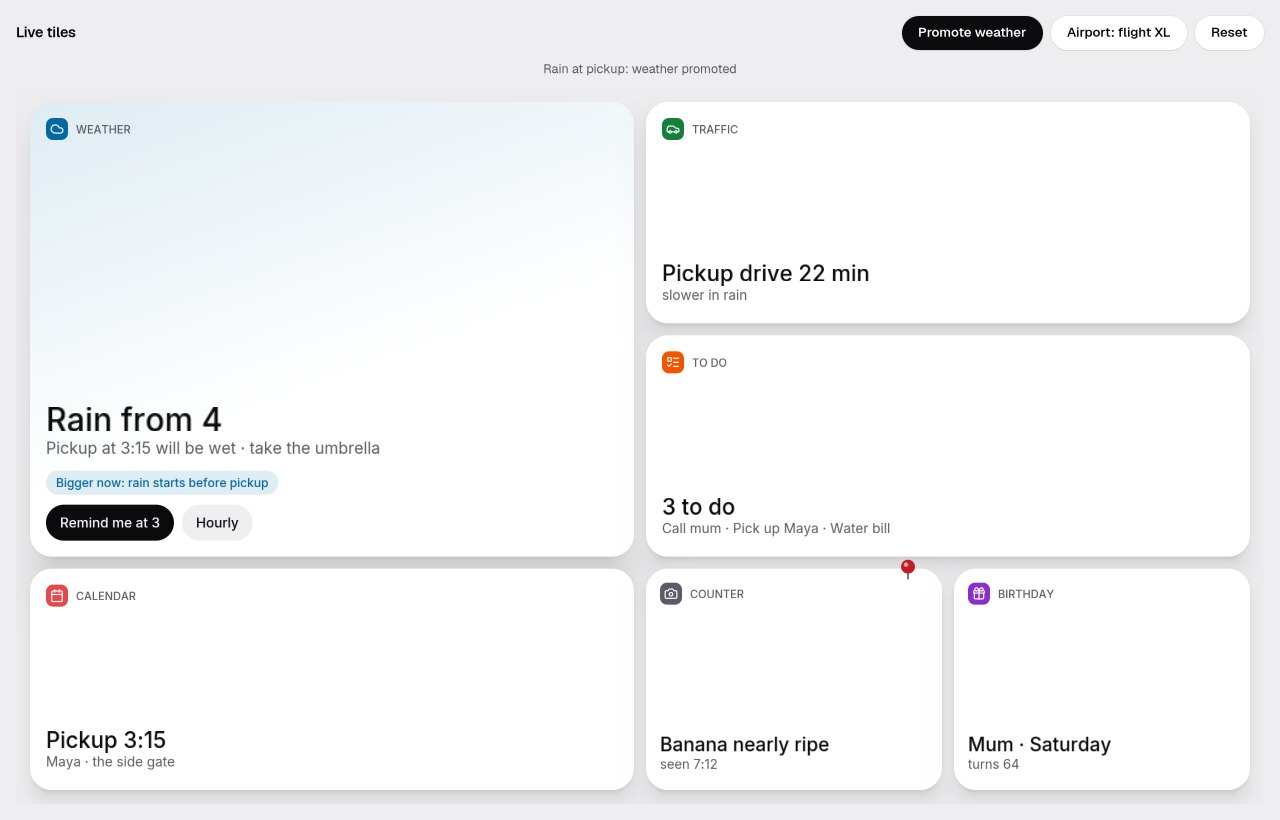 Live tiles
Promote weather
Airport: flight XL
Reset
Rain at pickup: weather promoted
WEATHER
Rain from 4
Pickup at 3:15 will be wet · take the umbrella
Bigger now: rain starts before pickup
Remind me at 3
Hourly
TRAFFIC
Pickup drive 22 min
slower in rain
TO DO
3 to do
Call mum · Pick up Maya · Water bill
CALENDAR
Pickup 3:15
Maya · the side gate
COUNTER
Banana nearly ripe
seen 7:12
BIRTHDAY
Mum · Saturday
turns 64